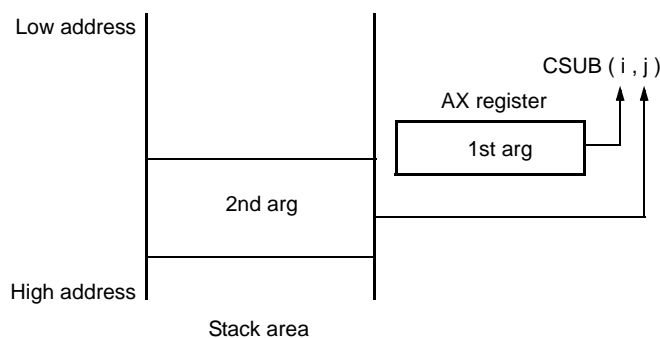 Low address
CSUB ( i , j )
AX register
1st arg
2nd arg
High address
Stack area